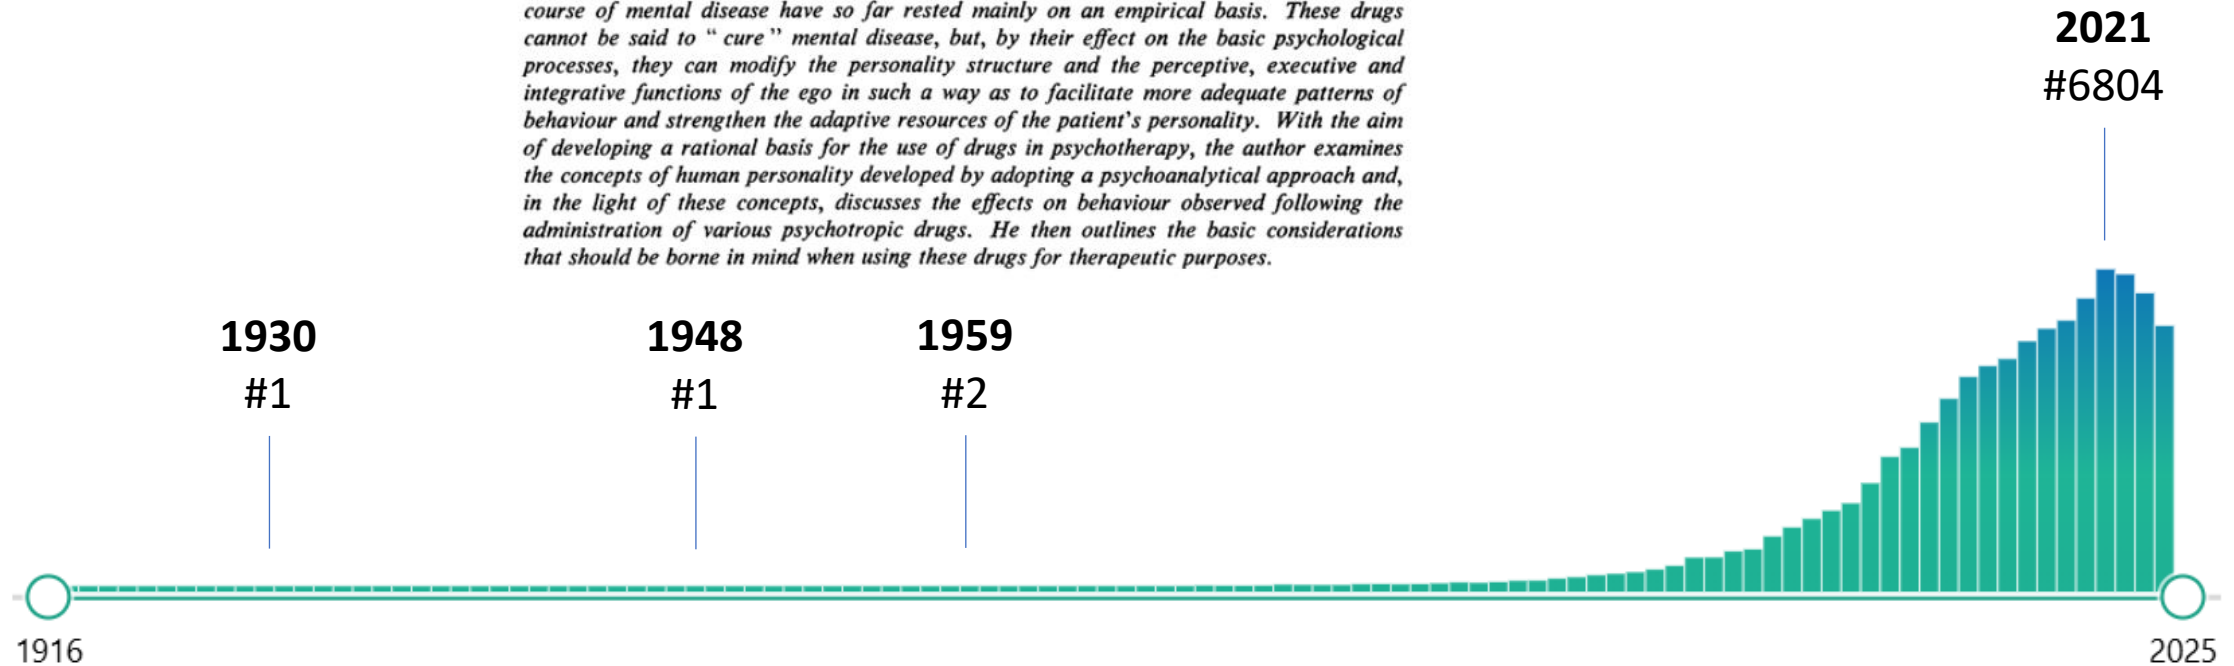 course of mental disease have so far rested mainly on an empirical basis. These drugs
cannot be said to “ cure ” mental disease, but, by their effect on the basic psychological
processes, they can modify the personality structure and the perceptive, executive and
integrative functions of the ego in such a way as to facilitate more adequate patterns of
behaviour and strengthen the adaptive resources of the patient's personality. With the aim
of developing a rational basis for the use of drugs in psychotherapy, the author examines
the concepts of human personality developed by adopting a psychoanalytical approach and,
in the light of these concepts, discusses the effects on behaviour observed following the
administration of various psychotropic drugs. He then outlines the basic considerations
that should be borne in mind when using these drugs for therapeutic purposes.
2021
#6804
1930
#1
1948
#1
1959
#2
1916
2025